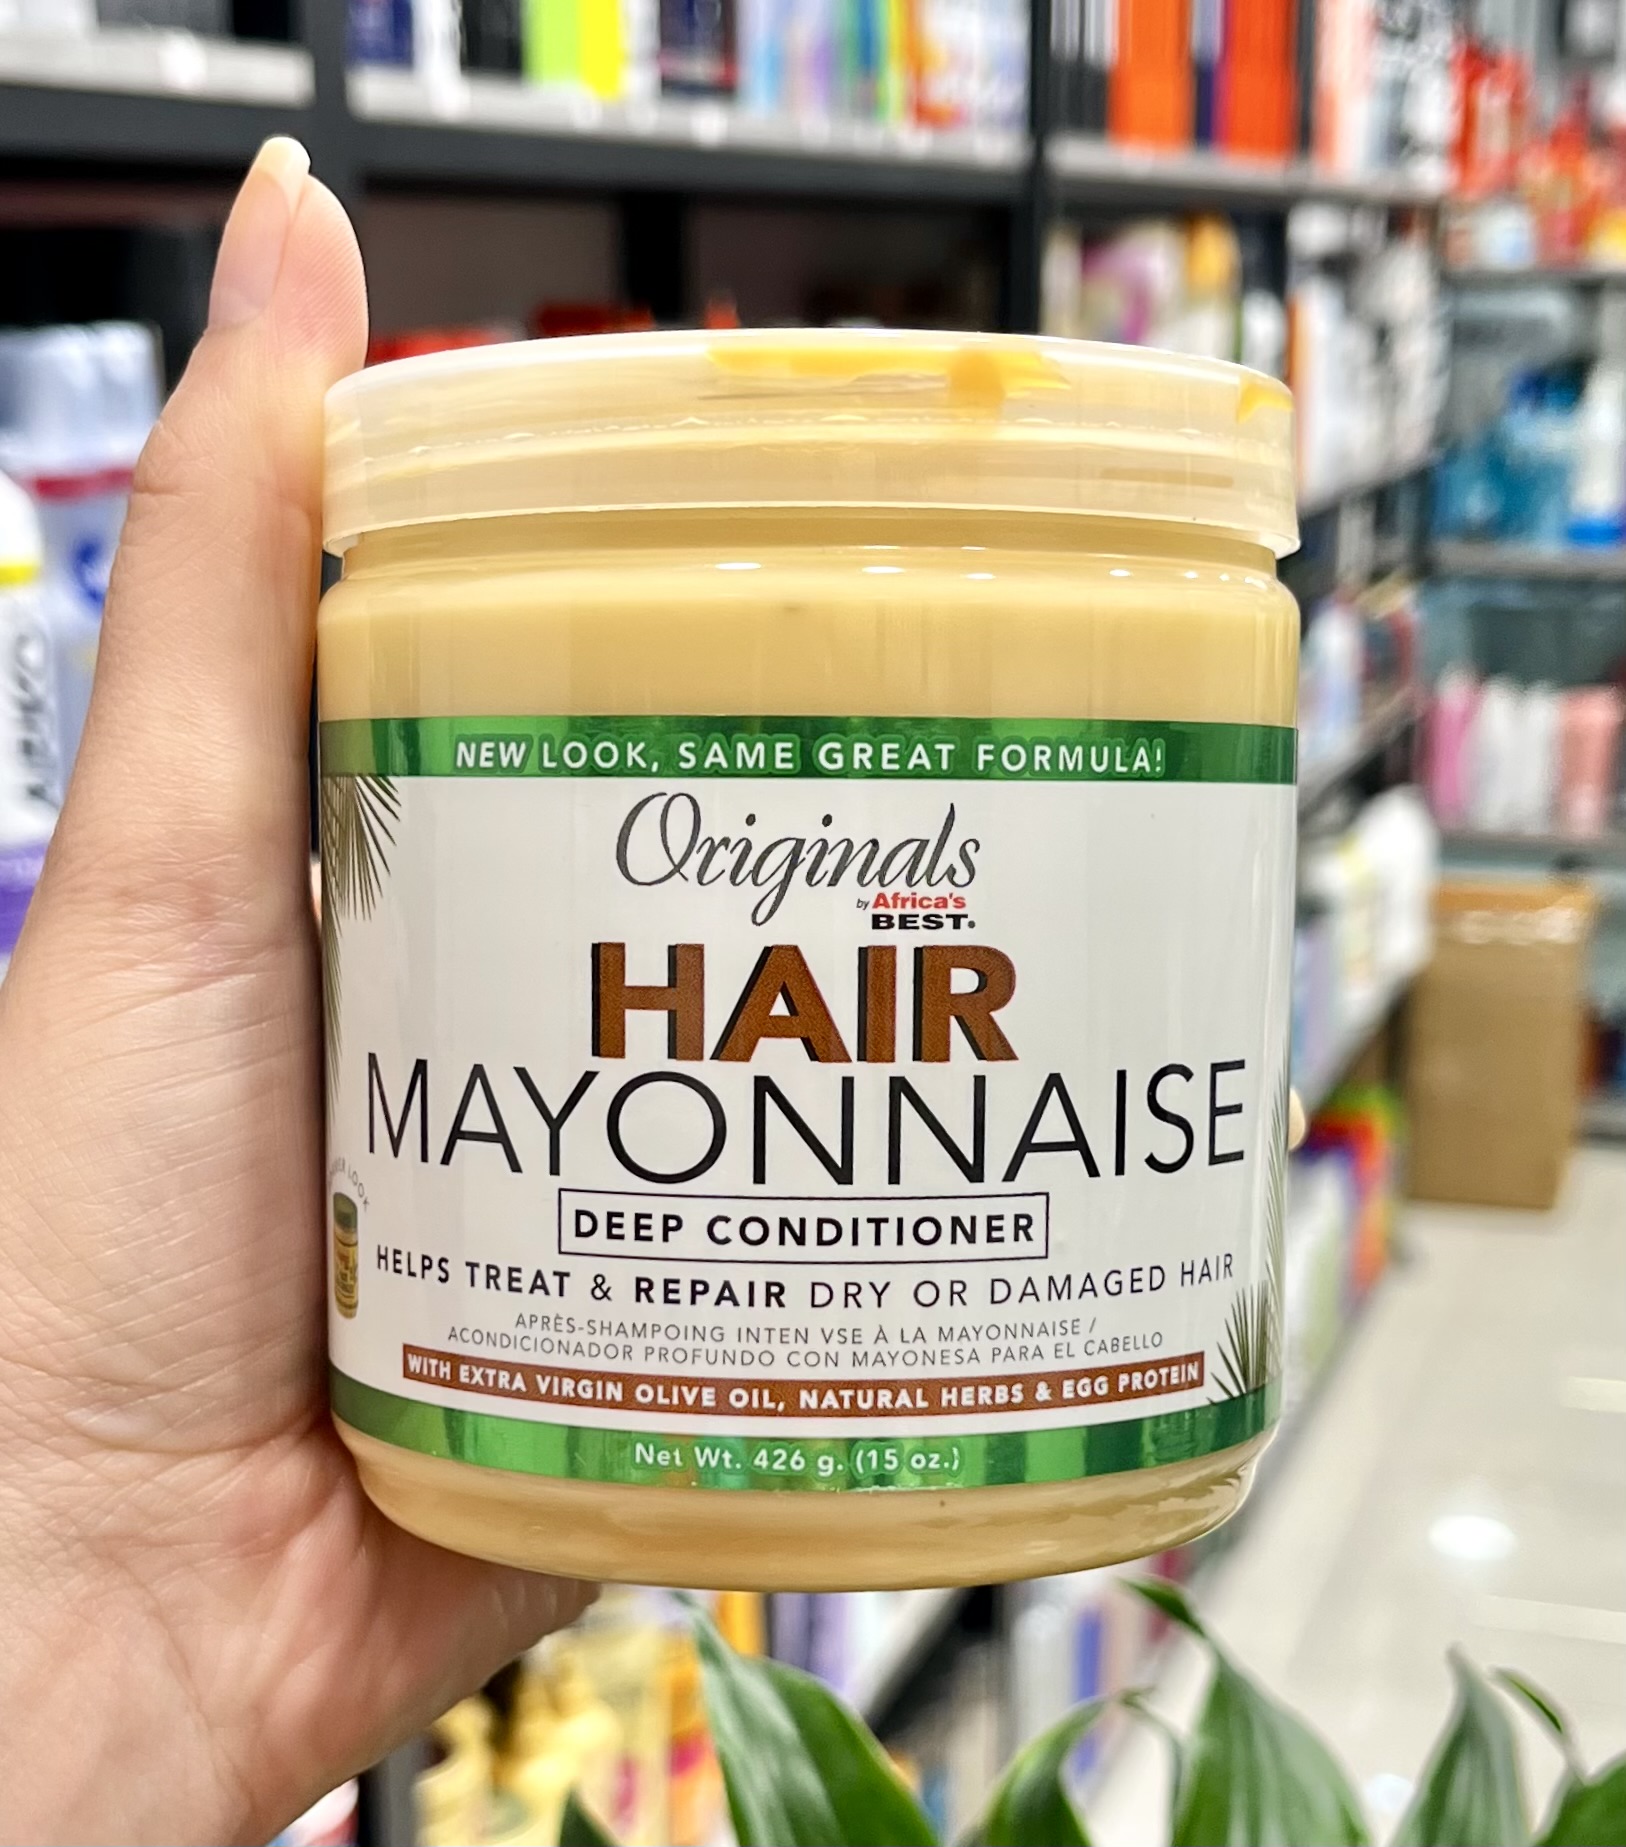 NEW LOOK, SAME GREAT FORMULA!
Originals
by Africa's
BEST
HAIR
MAYONNAISE
DEEP CONDITIONER
HELPS TREAT & REPAIR DRY OR DAMAGED HAIR
APRÈS-SHAMPOING INTEN VSE À LA MAYONNAISE /
ACONDICIONADOR PROFUNDO CON MAYONESA PARA EL CABELLO
WITH EXTRA VIRGIN OLIVE OIL, NATURAL HERBS & EGG PROTEIN
Net Wt. 426 g. (15 oz.)